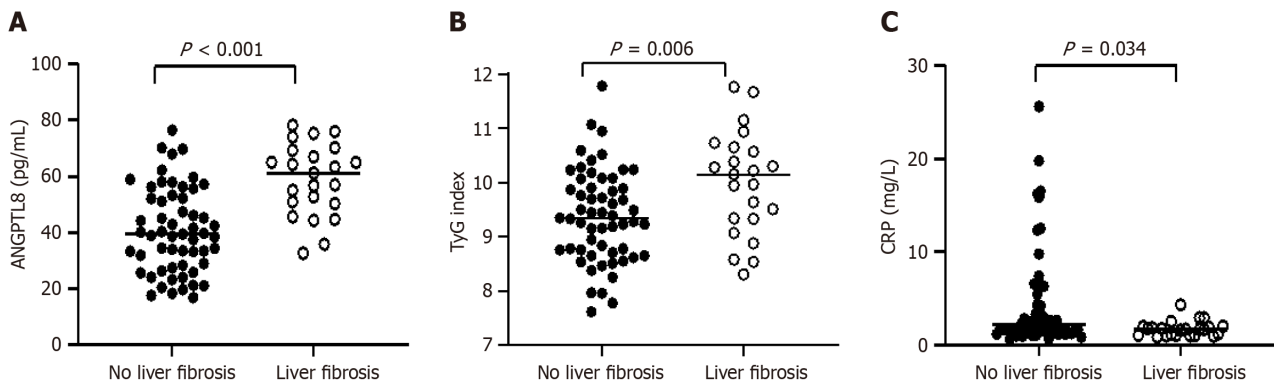 A
P < 0.001
ANGPTL8 (pg/mL)
100
80
60
40
20
0
No liver fibrosis
Liver fibrosis
B
P = 0.006
TyG index
12
11
10
9
8
7
No liver fibrosis
Liver fibrosis
C
P = 0.034
CRP (mg/L)
30
20
10
0
No liver fibrosis
Liver fibrosis